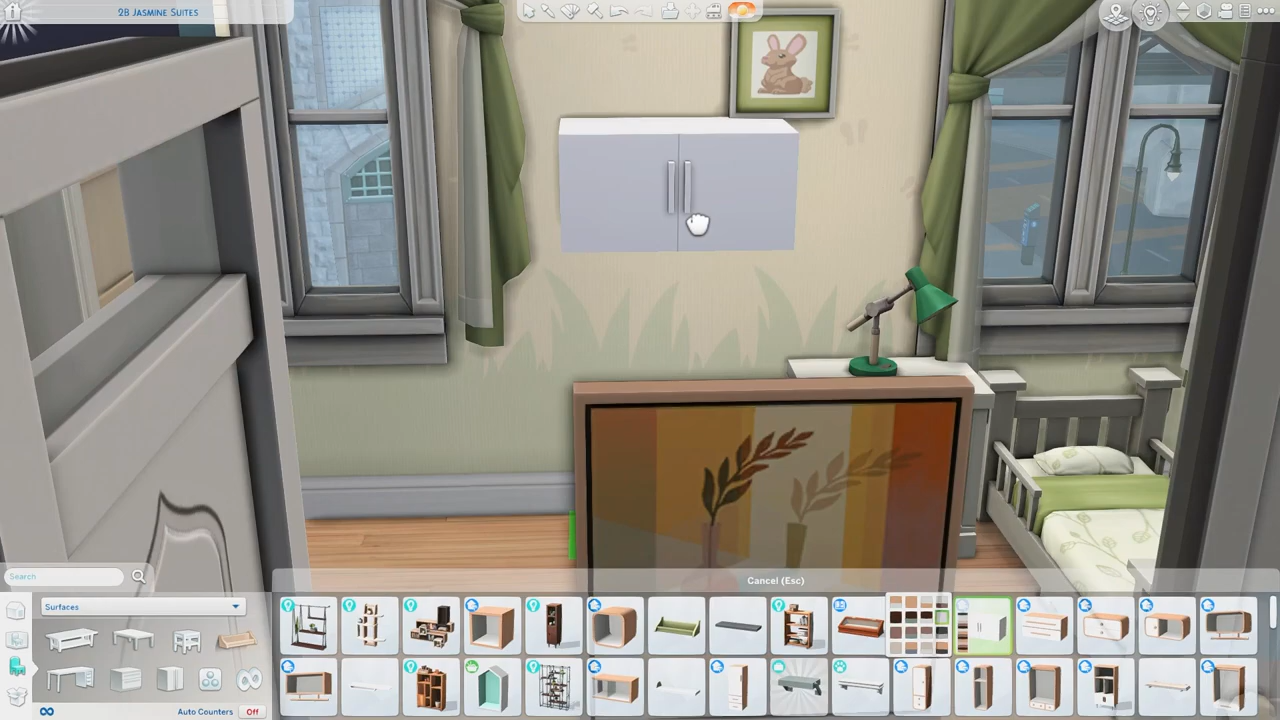 2B JASMINE SUITES
Cancel (Esc)
Search
Surfaces
Auto Counters Off